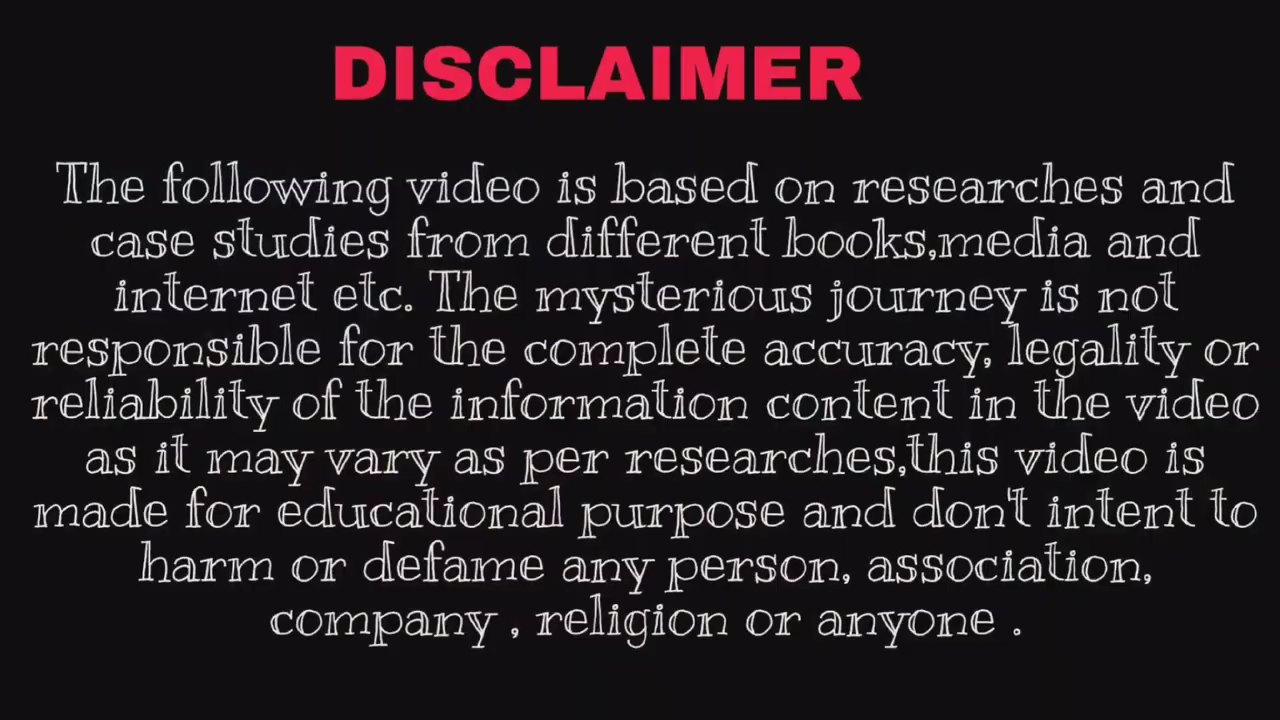 DISCLAIMER
The following video is based on researches and
case studies from different books,media and
internet etc. The mysterious journey is not
responsible for the complete accuracy, legality or
reliability of the information content in the video
as it may vary as per researches,this video is
made for educational purpose and don't intent to
harm or defame any person, association,
company , religion or anyone .